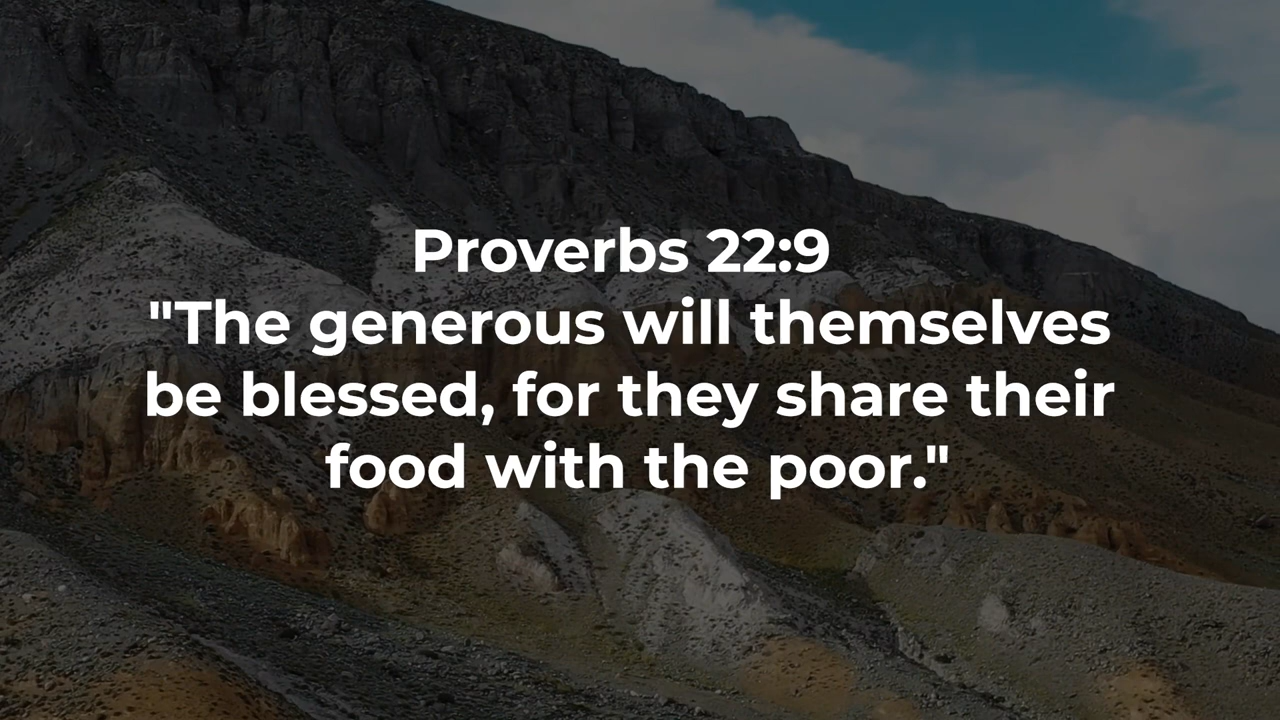 Proverbs 22:9
"The generous will themselves
be blessed, for they share their
food with the poor."